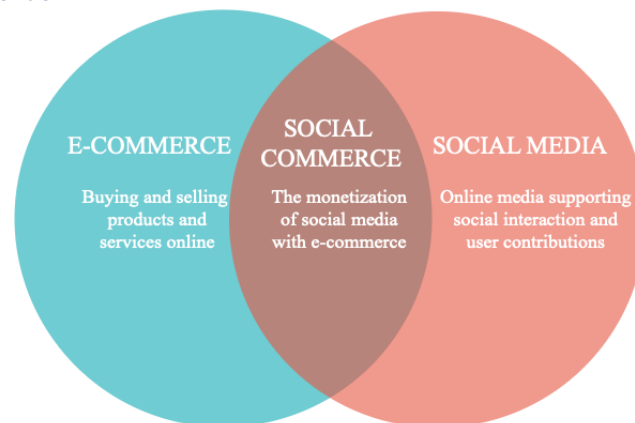 E-COMMERCE
Buying and selling
products and
services online
SOCIAL
COMMERCE
The monetization
of social media
with e-commerce
SOCIAL MEDIA
Online media supporting
social interaction and
user contributions